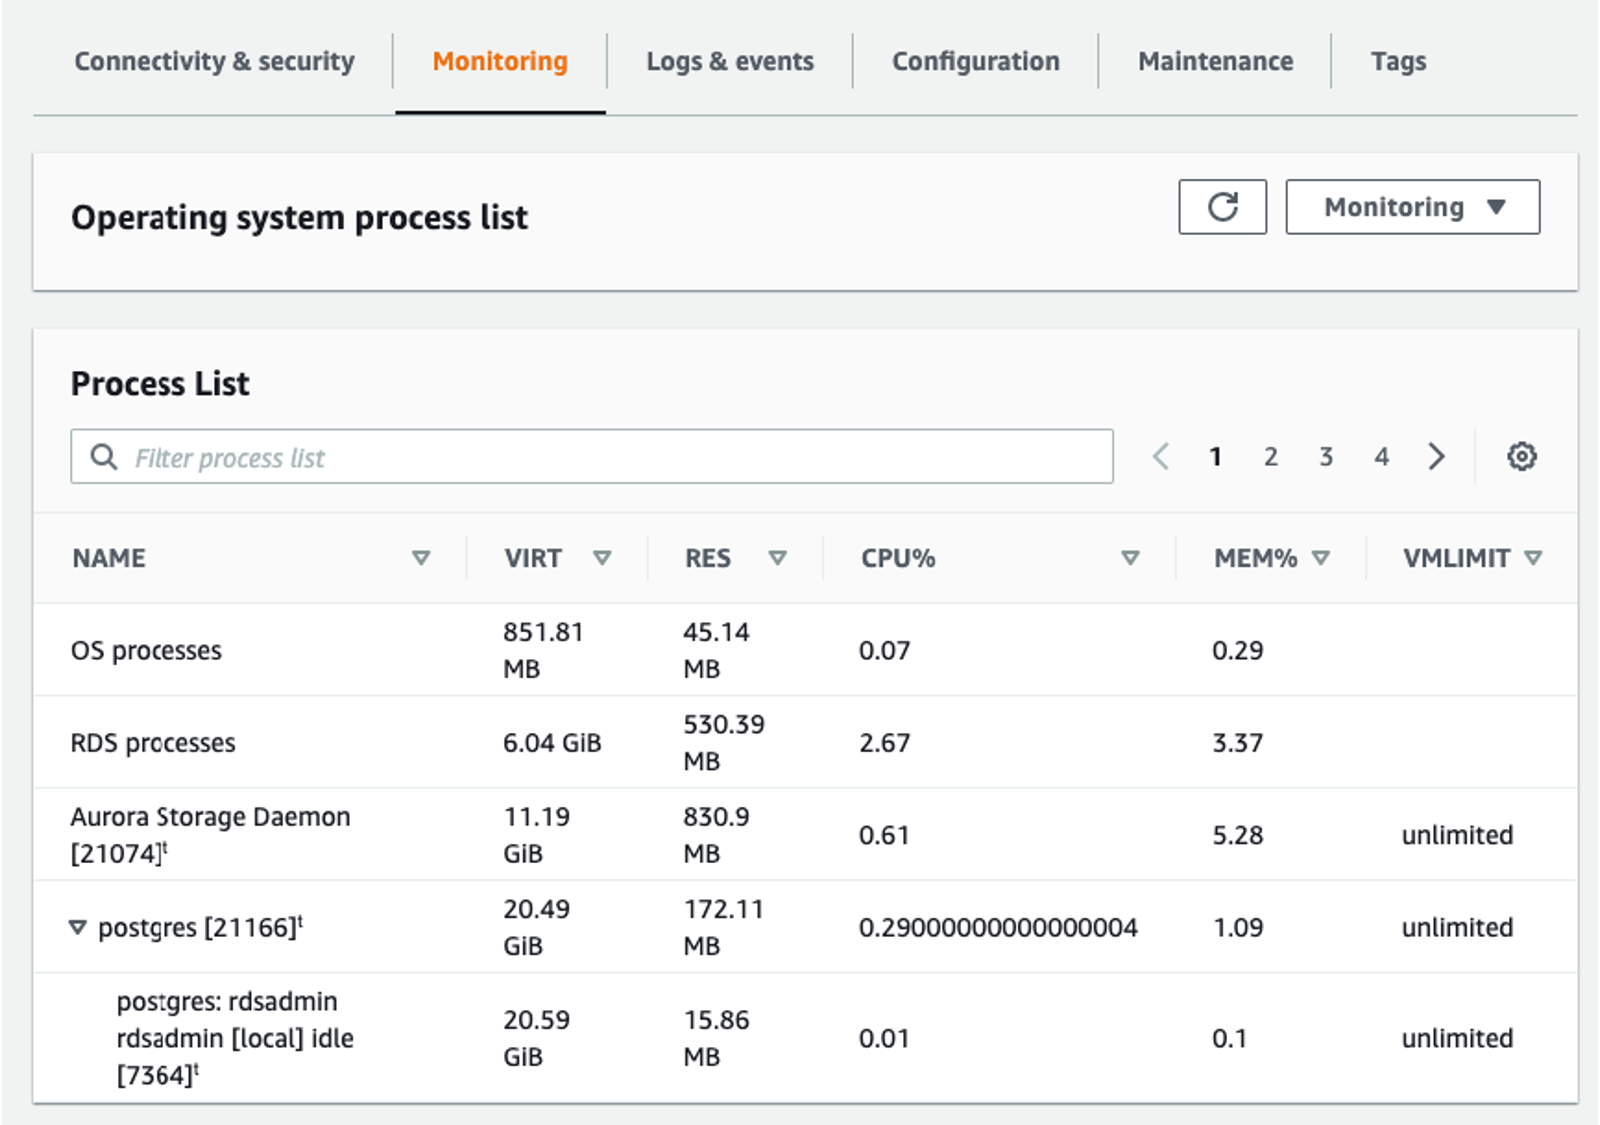 Connectivity & security Monitoring Logs & events Configuration Maintenance Tags
Operating system process list
Monitoring
Process List
Filter process list
1 2 3 4
NAME VIRT RES CPU% MEM% VMLIMIT
OS processes 851.81 MB 45.14 MB 0.07 0.29
RDS processes 6.04 GiB 530.39 MB 2.67 3.37
Aurora Storage Daemon [21074]t 11.19 GiB 830.9 MB 0.61 5.28 unlimited
postgres [21166]t 20.49 GiB 172.11 MB 0.29000000000000004 1.09 unlimited
postgres: rdsadmin rdsadmin [local] idle [7364]t 20.59 GiB 15.86 MB 0.01 0.1 unlimited